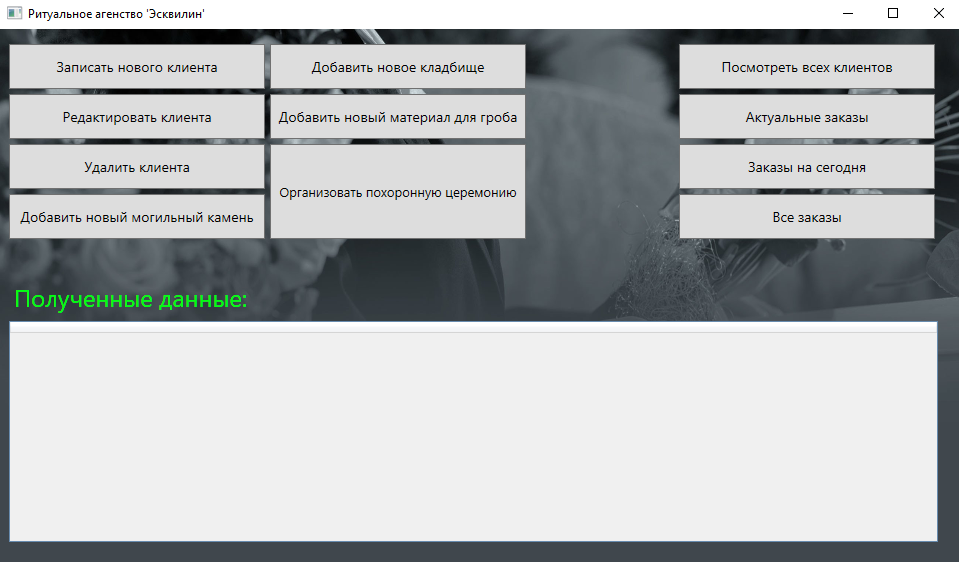 Ритуальное агенство 'Эсквилин'
Записать нового клиента
Добавить новое кладбище
Посмотреть всех клиентов
Редактировать клиента
Добавить новый материал для гроба
Актуальные заказы
Удалить клиента
Организовать похоронную церемонию
Заказы на сегодня
Добавить новый могильный камень
Все заказы
Полученные данные: